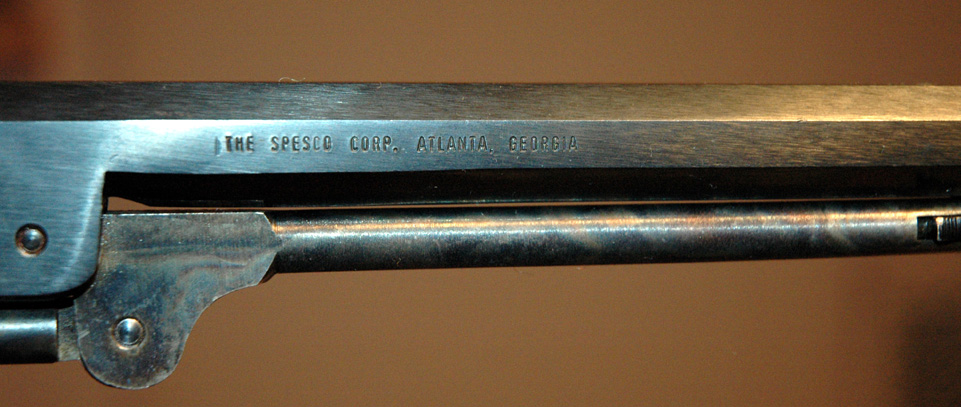 THE SPESCO CORP. ATLANTA, GEORGIA